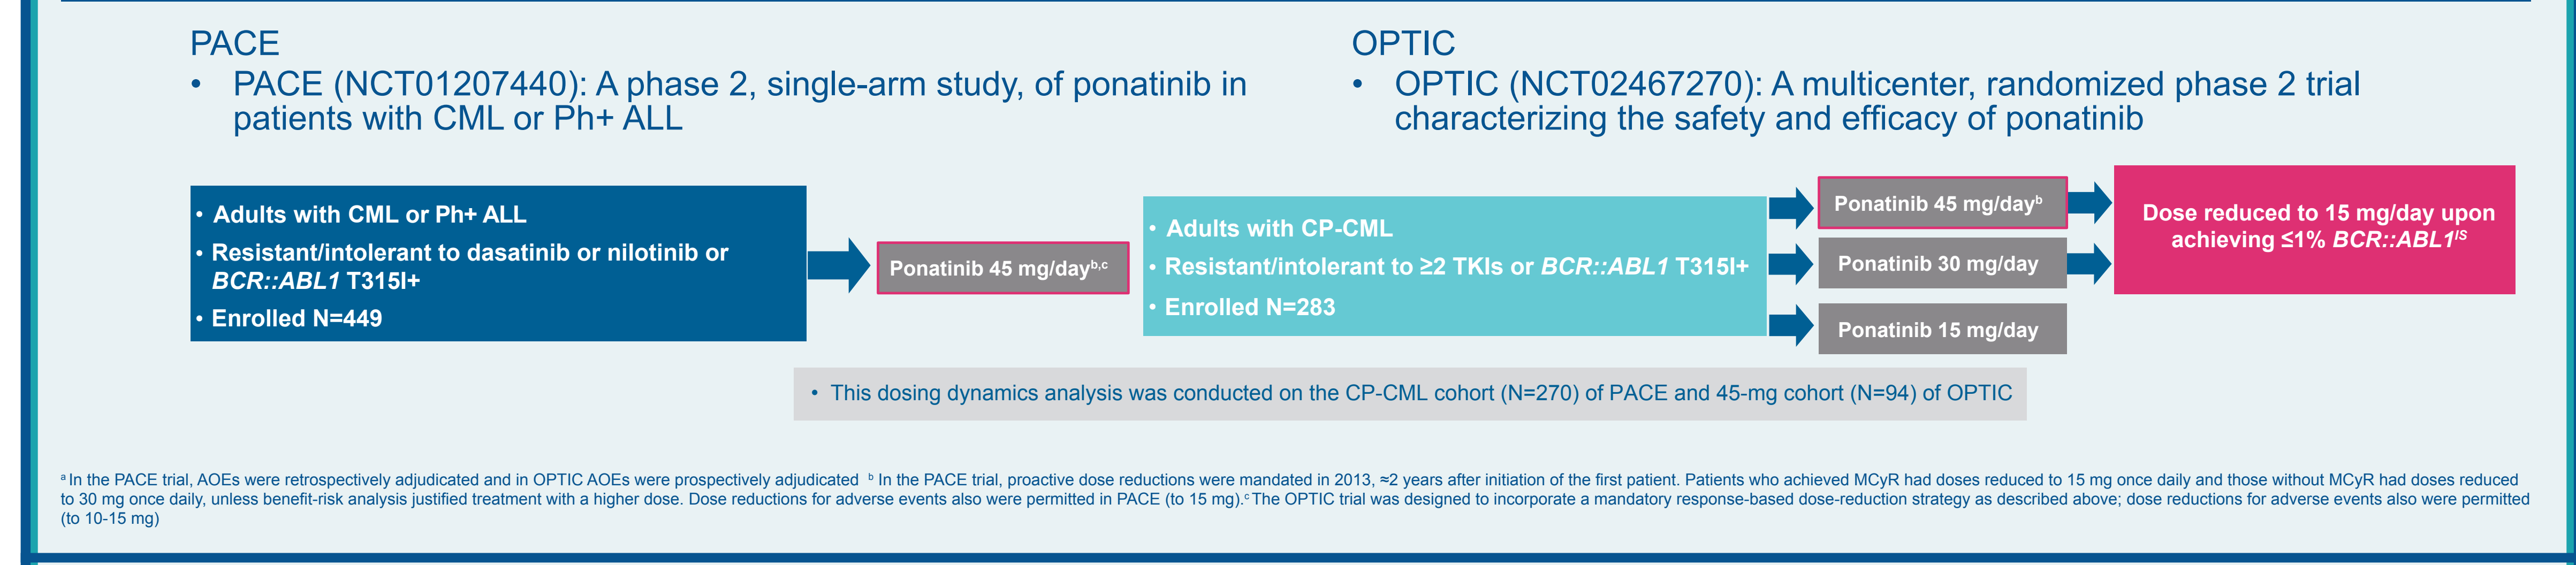 PACE
• PACE (NCT01207440): A phase 2, single-arm study, of ponatinib in
patients with CML or Ph+ ALL
• Adults with CML or Ph+ ALL
• Resistant/intolerant to dasatinib or nilotinib or
BCR::ABL1 T315I+
• Enrolled N=449
Ponatinib 45 mg/dayb,c
OPTIC
• OPTIC (NCT02467270): A multicenter, randomized phase 2 trial
characterizing the safety and efficacy of ponatinib
• Adults with CP-CML
• Resistant/intolerant to ≥2 TKIs or BCR::ABL1 T315I+
• Enrolled N=283
Ponatinib 45 mg/dayb
Ponatinib 30 mg/day
Ponatinib 15 mg/day
Dose reduced to 15 mg/day upon
achieving ≤1% BCR::ABL1IS
• This dosing dynamics analysis was conducted on the CP-CML cohort (N=270) of PACE and 45-mg cohort (N=94) of OPTIC
a In the PACE trial, AOEs were retrospectively adjudicated and in OPTIC AOEs were prospectively adjudicated b In the PACE trial, proactive dose reductions were mandated in 2013, ≈2 years after initiation of the first patient. Patients who achieved MCyR had doses reduced to 15 mg once daily and those without MCyR had doses reduced
to 30 mg once daily, unless benefit-risk analysis justified treatment with a higher dose. Dose reductions for adverse events also were permitted in PACE (to 15 mg).c The OPTIC trial was designed to incorporate a mandatory response-based dose-reduction strategy as described above; dose reductions for adverse events also were permitted
(to 10-15 mg)